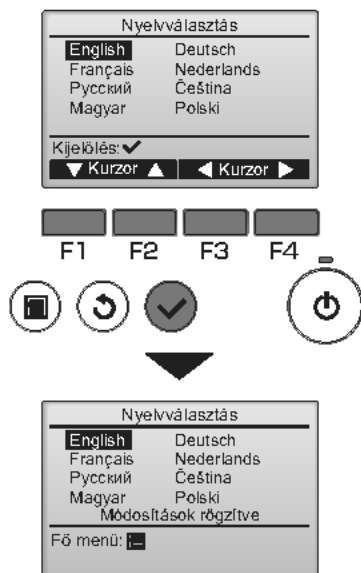 Nyelvválasztás
English Deutsch
Français Nederlands
Русский Čeština
Magyar Polski
Kijelölés:
Kurzor Kurzor
F1 F2 F3 F4
Nyelvválasztás
English Deutsch
Français Nederlands
Русский Čeština
Magyar Polski
Módosítások rögzítve
Fő menü: